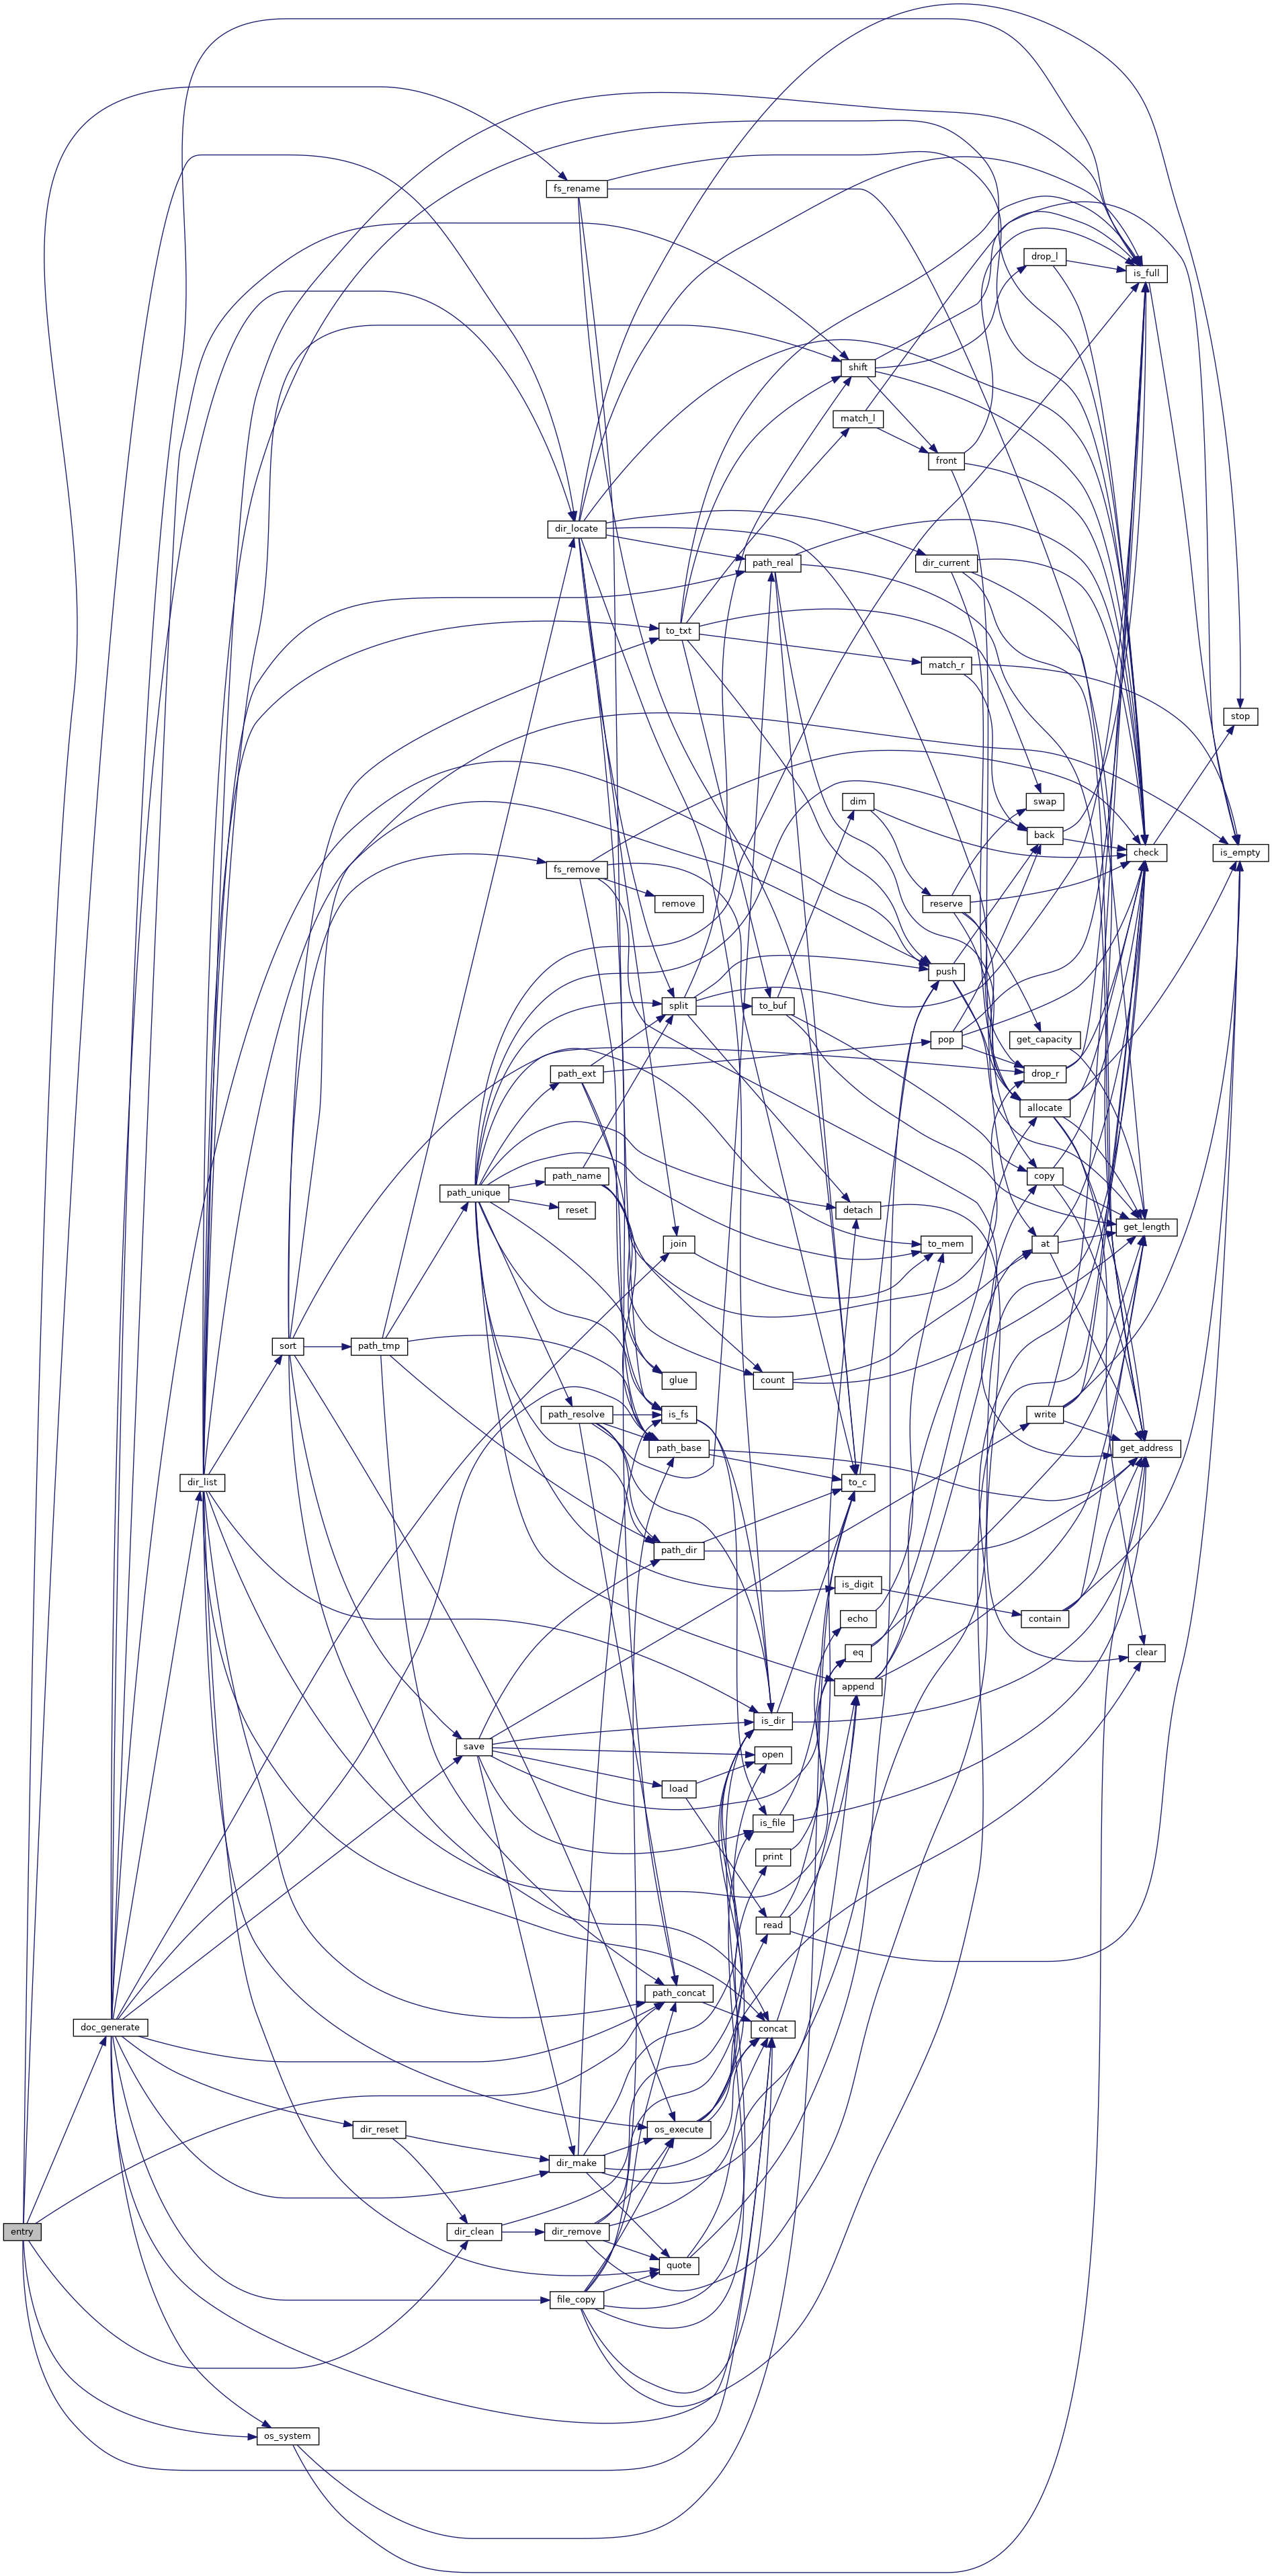 fs_rename
drop_l
is_full
shift
match_l
front
dir_locate
path_real
dir_current
to_txt
match_r
stop
dim
swap
back
check
is_empty
fs_remove
remove
reserve
push
split
to_buf
pop
get_capacity
path_ext
drop_r
allocate
path_name
copy
path_unique
reset
detach
get_length
join
to_mem
at
sort
path_tmp
glue
count
path_resolve
is_fs
write
path_base
get_address
dir_list
to_c
path_dir
is_digit
echo
contain
eq
clear
append
is_dir
save
open
load
is_file
print
read
path_concat
doc_generate
concat
dir_reset
os_execute
dir_make
entry
dir_clean
dir_remove
quote
file_copy
os_system